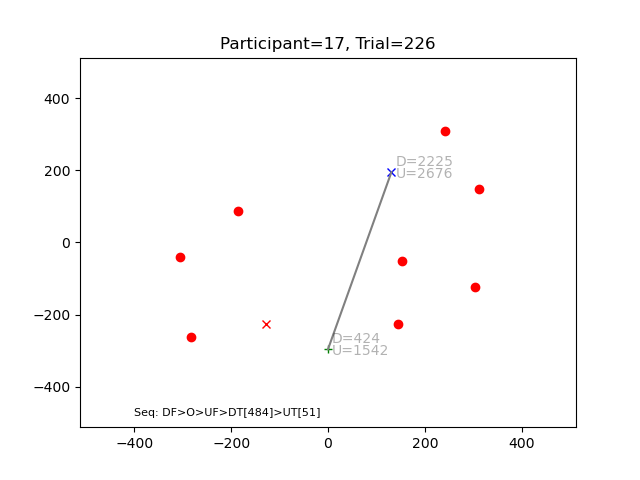 Participant=17, Trial=226
400
200
0
−200
−400
D=2225
U=2676
D=424
U=1542
Seq: DF>O>UF>DT[484]>UT[51]
−400 −200 0 200 400